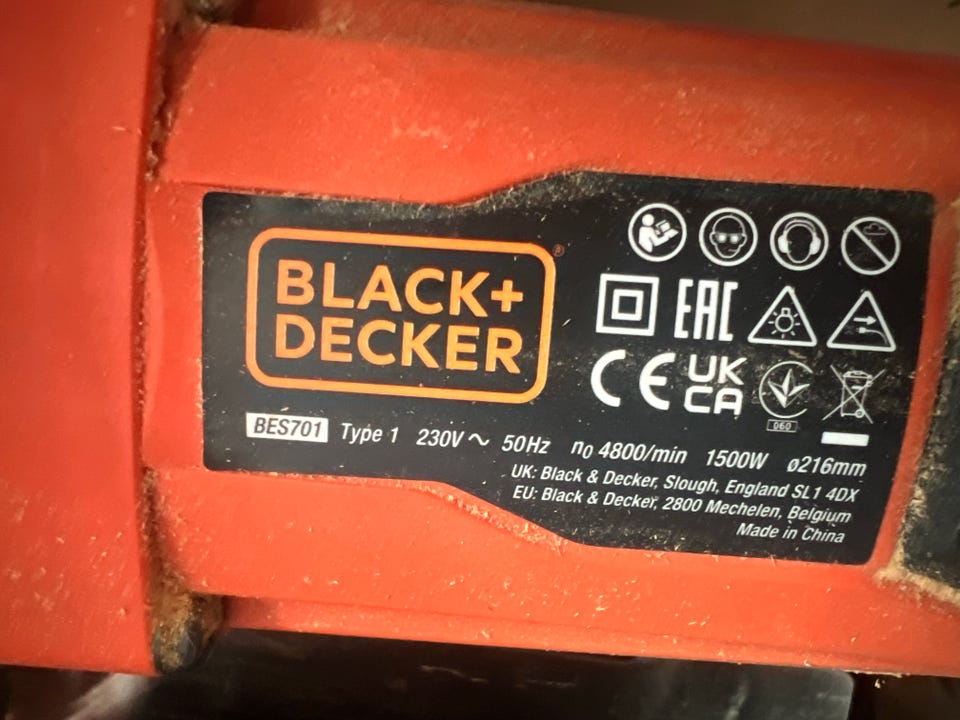 BLACK+
DECKER®
EAC
CE UK
CA
060
BES701 Type 1 230V~ 50Hz n0 4800/min 1500W ø216mm
UK: Black & Decker, Slough, England SL1 4DX
EU: Black & Decker, 2800 Mechelen, Belgium
Made in China